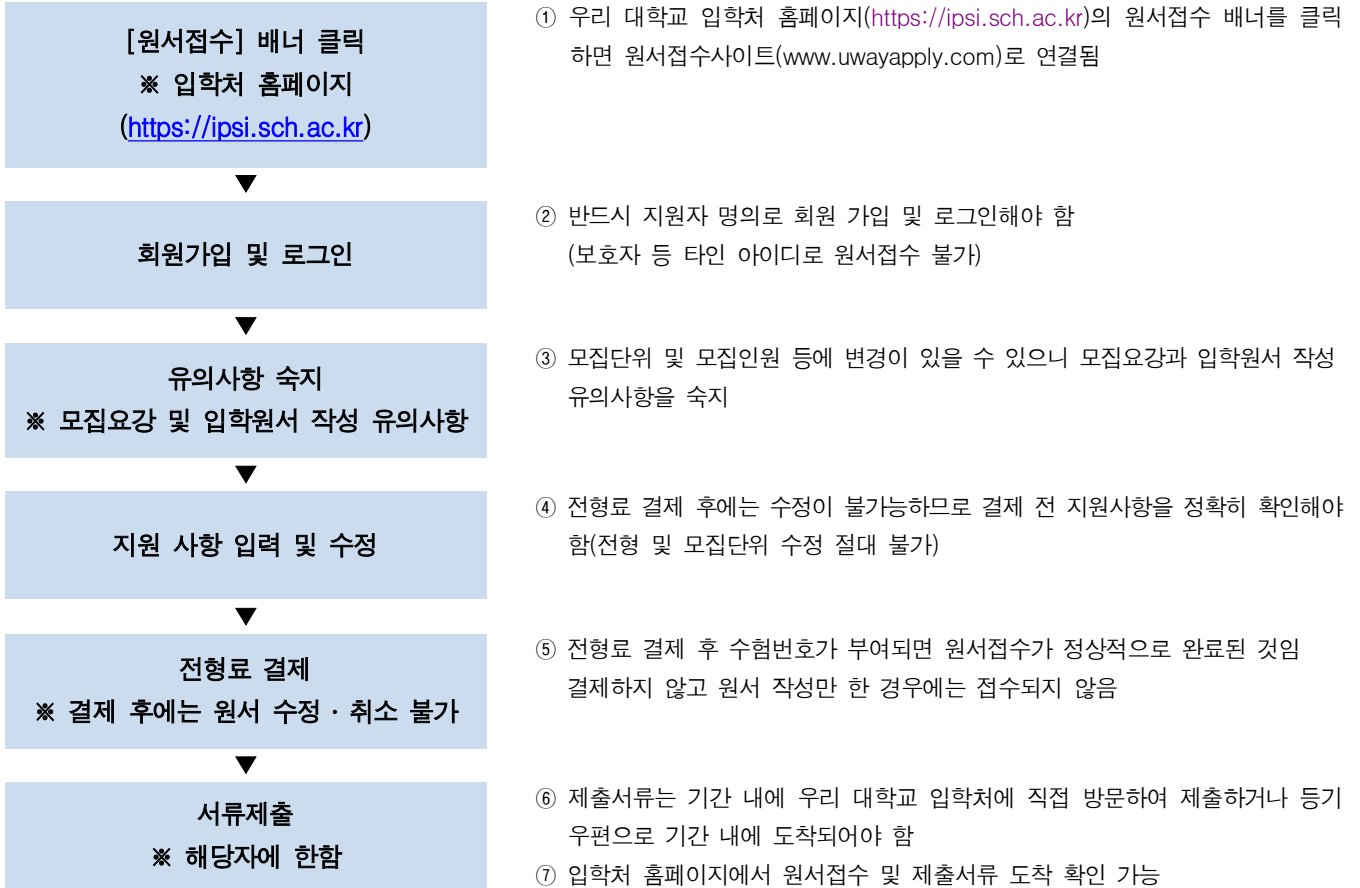 [원서접수] 배너 클릭
※ 입학처 홈페이지
(https://ipsi.sch.ac.kr)
① 우리 대학교 입학처 홈페이지(https://ipsi.sch.ac.kr)의 원서접수 배너를 클릭
하면 원서접수사이트(www.uwayapply.com)로 연결됨
▼
회원가입 및 로그인
② 반드시 지원자 명의로 회원 가입 및 로그인해야 함
(보호자 등 타인 아이디로 원서접수 불가)
▼
유의사항 숙지
※ 모집요강 및 입학원서 작성 유의사항
③ 모집단위 및 모집인원 등에 변경이 있을 수 있으니 모집요강과 입학원서 작성
유의사항을 숙지
▼
지원 사항 입력 및 수정
④ 전형료 결제 후에는 수정이 불가능하므로 결제 전 지원사항을 정확히 확인해야
함(전형 및 모집단위 수정 절대 불가)
▼
전형료 결제
※ 결제 후에는 원서 수정 · 취소 불가
⑤ 전형료 결제 후 수험번호가 부여되면 원서접수가 정상적으로 완료된 것임
결제하지 않고 원서 작성만 한 경우에는 접수되지 않음
▼
서류제출
※ 해당자에 한함
⑥ 제출서류는 기간 내에 우리 대학교 입학처에 직접 방문하여 제출하거나 등기
우편으로 기간 내에 도착되어야 함
⑦ 입학처 홈페이지에서 원서접수 및 제출서류 도착 확인 가능